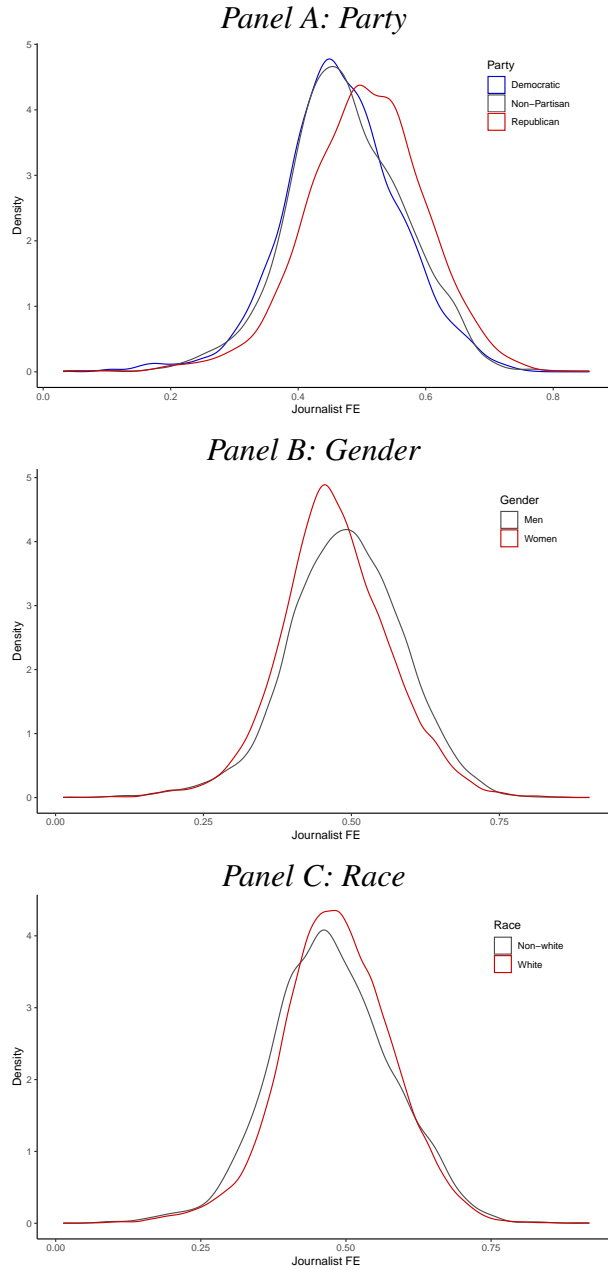 Panel A: Party
5
4
3
2
1
0
Density
0.0 0.2 0.4 0.6 0.8
Journalist FE
Party
Democratic
Non−Partisan
Republican
Panel B: Gender
5
4
3
2
1
0
Density
0.00 0.25 0.50 0.75
Journalist FE
Gender
Men
Women
Panel C: Race
4
3
2
1
0
Density
0.00 0.25 0.50 0.75
Journalist FE
Race
Non−white
White